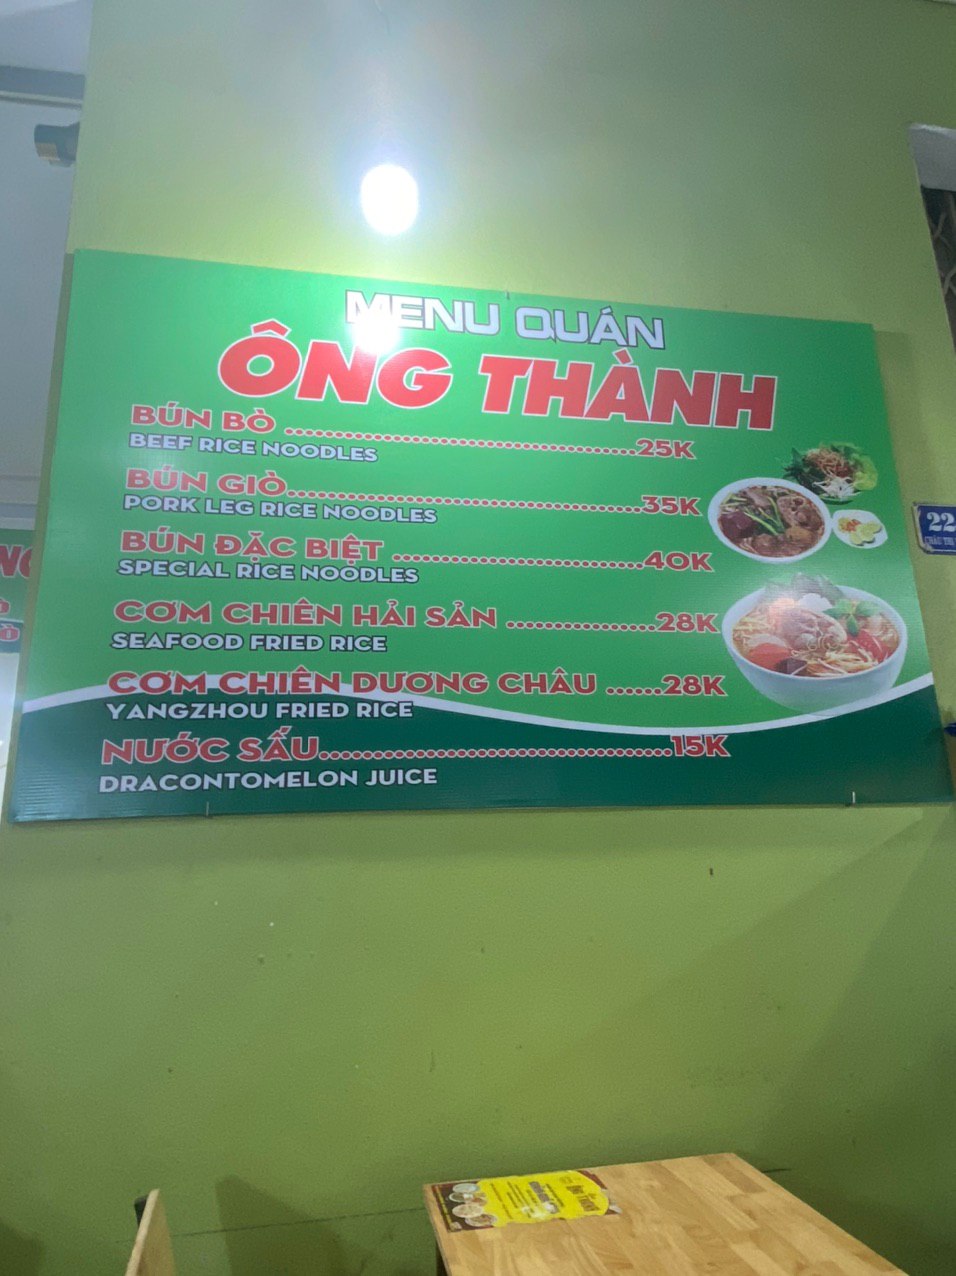 MENU QUÁN
ÔNG THÀNH
BÚN BÒ ........................................25K
BEEF RICE NOODLES
BÚN GIÒ........................................35K
PORK LEG RICE NOODLES
BÚN ĐẶC BIỆT ............................40K
SPECIAL RICE NOODLES
CƠM CHIÊN HẢI SẢN .................28K
SEAFOOD FRIED RICE
CƠM CHIÊN DƯƠNG CHÂU ......28K
YANGZHOU FRIED RICE
NƯỚC SẤU........................................15K
DRACONTOMELON JUICE
22
CHÂU THỊ